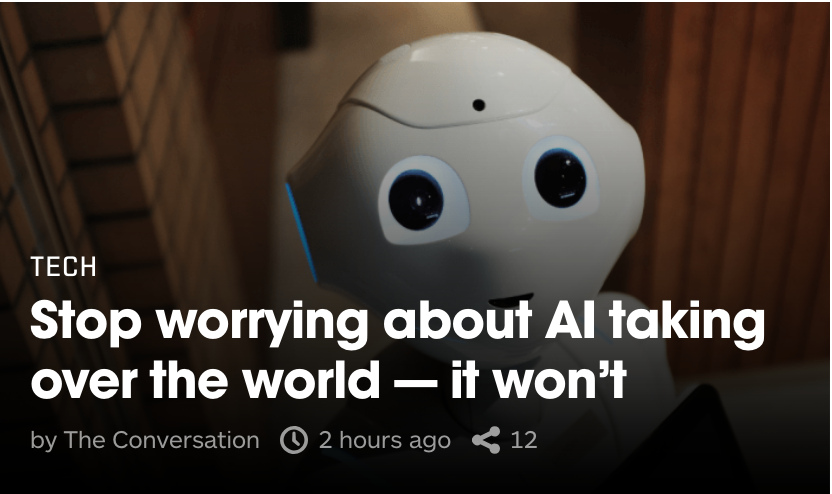 TECH
Stop worrying about AI taking
over the world — it won't
by The Conversation 2 hours ago 12